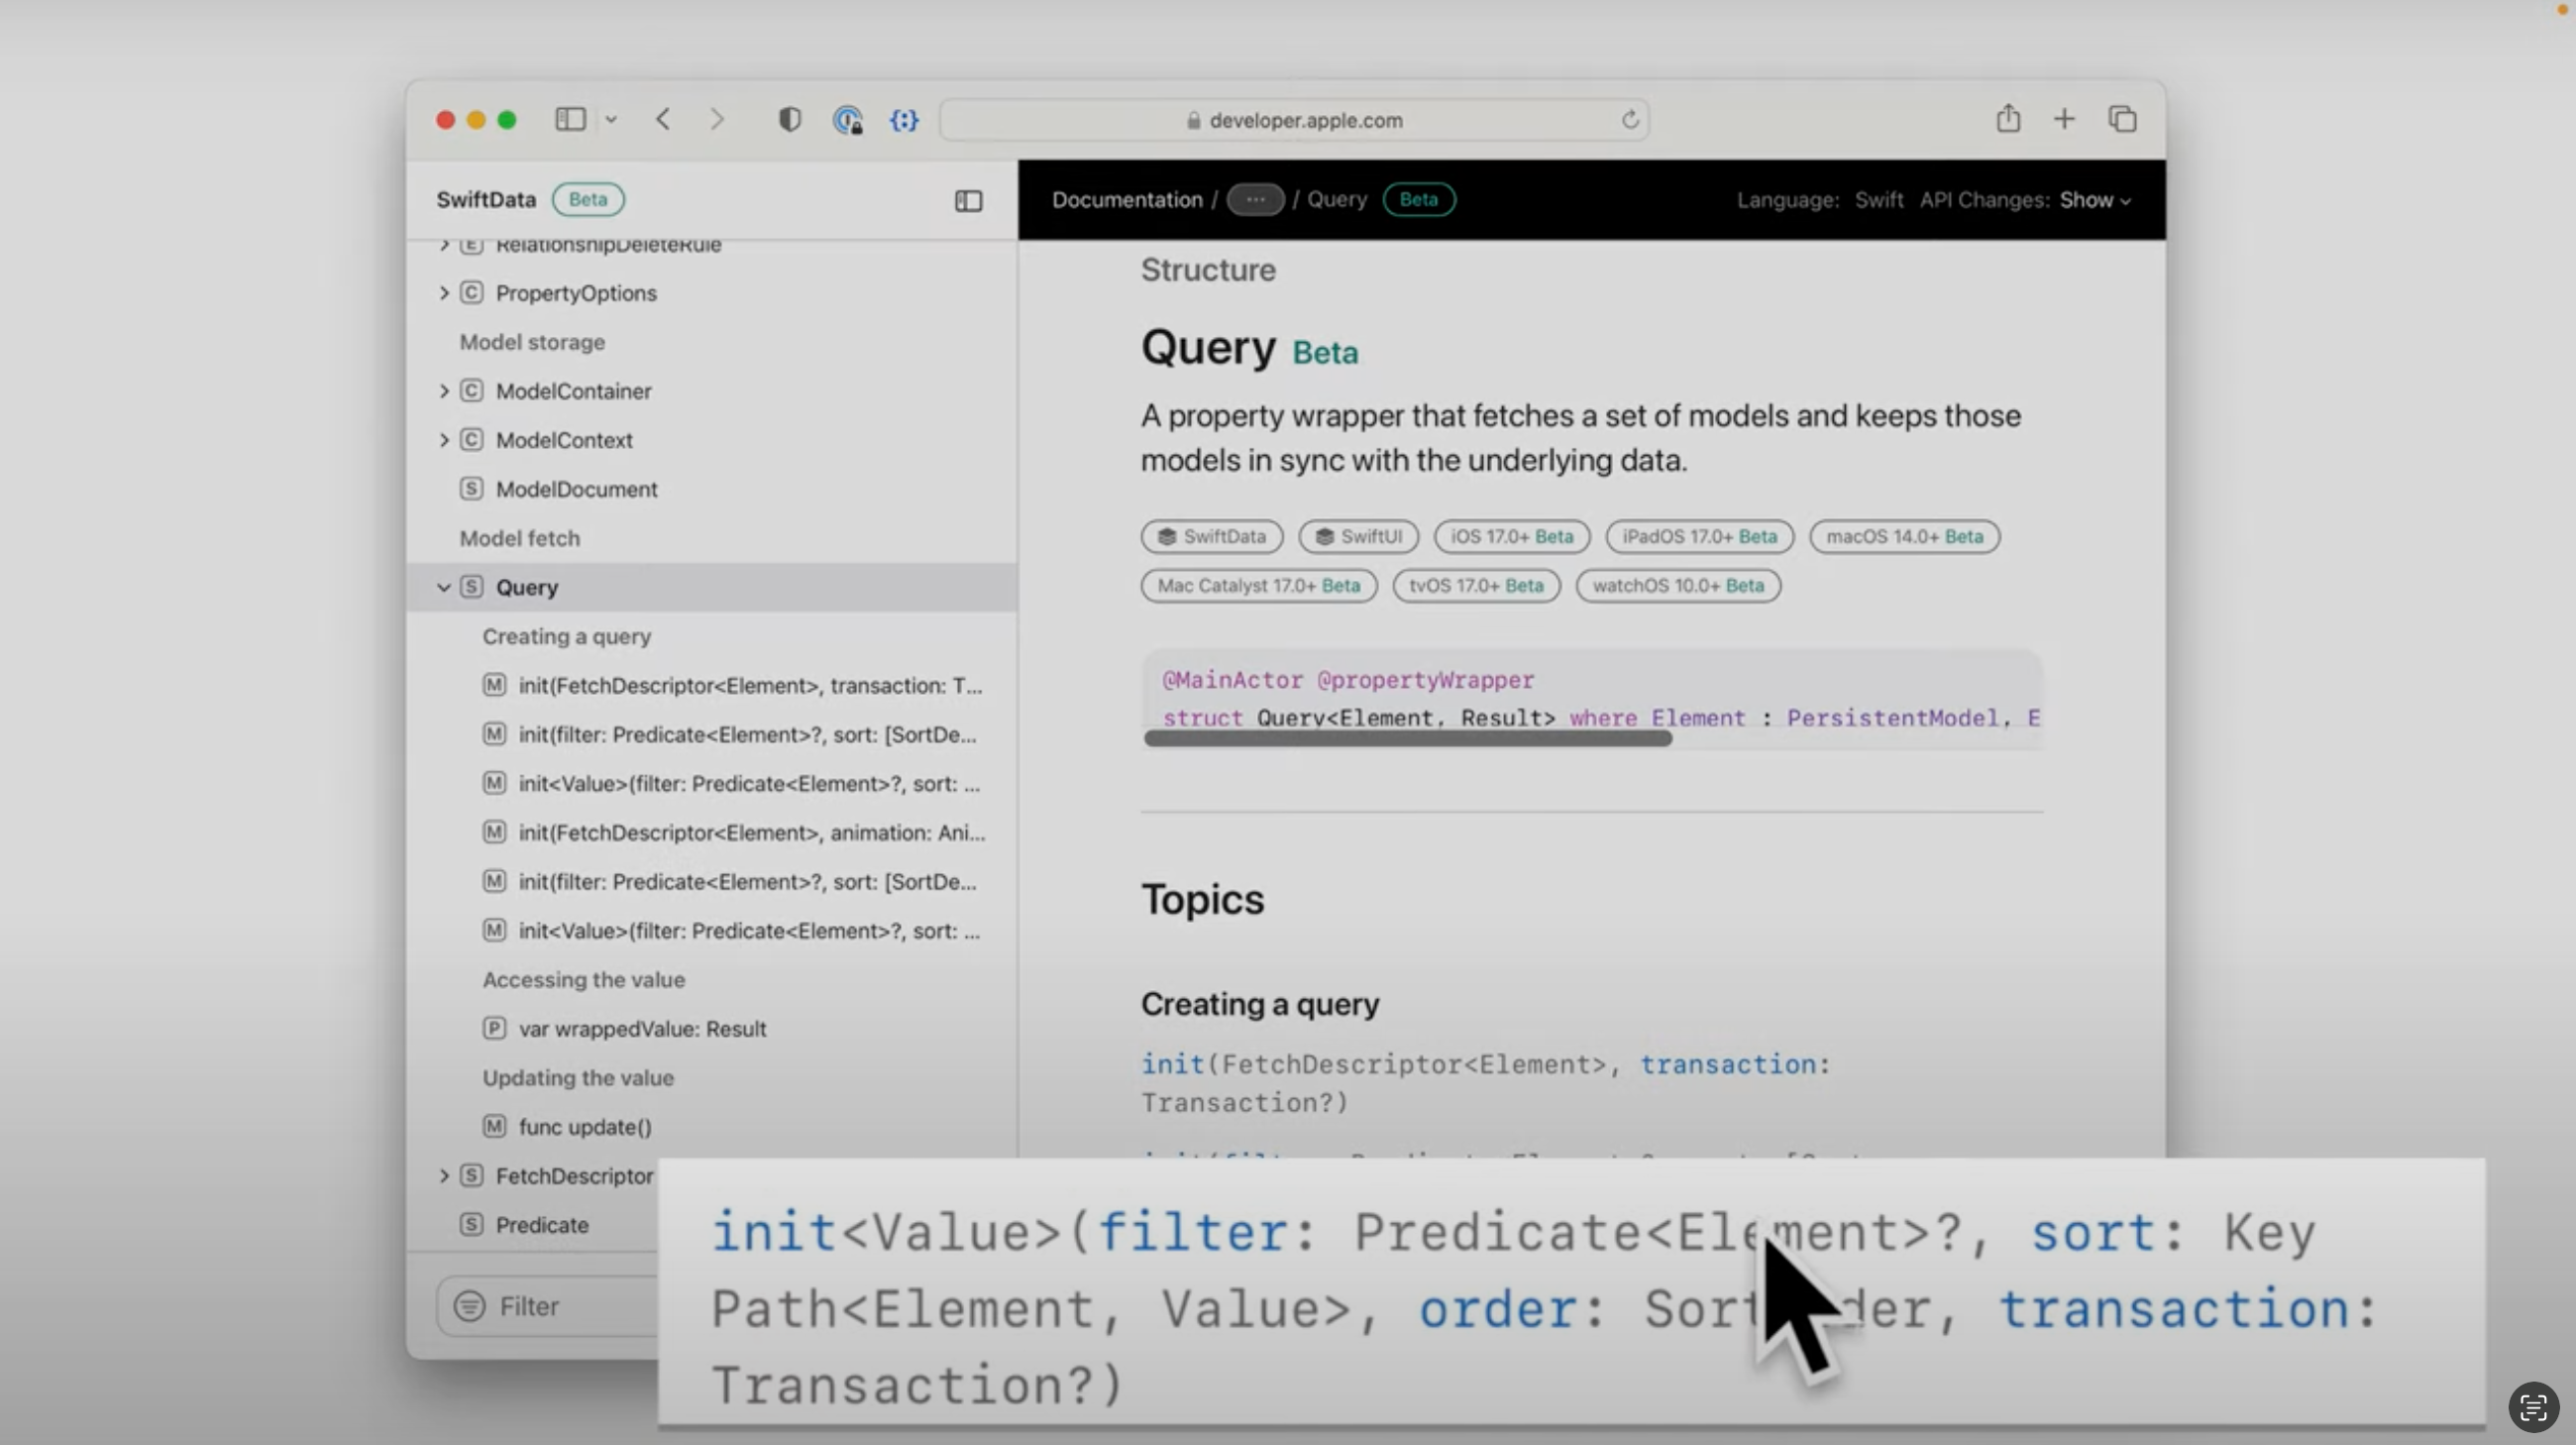 developer.apple.com
SwiftData Beta
Documentation / ··· / Query Beta
Language: Swift API Changes: Show
RelationshipDeleteRule
C PropertyOptions
Model storage
C ModelContainer
C ModelContext
S ModelDocument
Model fetch
S Query
Creating a query
M init(FetchDescriptor<Element>, transaction: T...
M init(filter: Predicate<Element>?, sort: [SortDe...
M init<Value>(filter: Predicate<Element>?, sort: ...
M init(FetchDescriptor<Element>, animation: Ani...
M init(filter: Predicate<Element>?, sort: [SortDe...
M init<Value>(filter: Predicate<Element>?, sort: ...
Accessing the value
P var wrappedValue: Result
Updating the value
M func update()
S FetchDescriptor
S Predicate
Filter
Structure
Query Beta
A property wrapper that fetches a set of models and keeps those
models in sync with the underlying data.
SwiftData SwiftUI iOS 17.0+ Beta iPadOS 17.0+ Beta macOS 14.0+ Beta
Mac Catalyst 17.0+ Beta tvOS 17.0+ Beta watchOS 10.0+ Beta
@MainActor @propertyWrapper
struct Query<Element, Result> where Element : PersistentModel, E
Topics
Creating a query
init(FetchDescriptor<Element>, transaction:
Transaction?)
init<Value>(filter: Predicate<Element>?, sort: Key
Path<Element, Value>, order: SortOrder, transaction:
Transaction?)